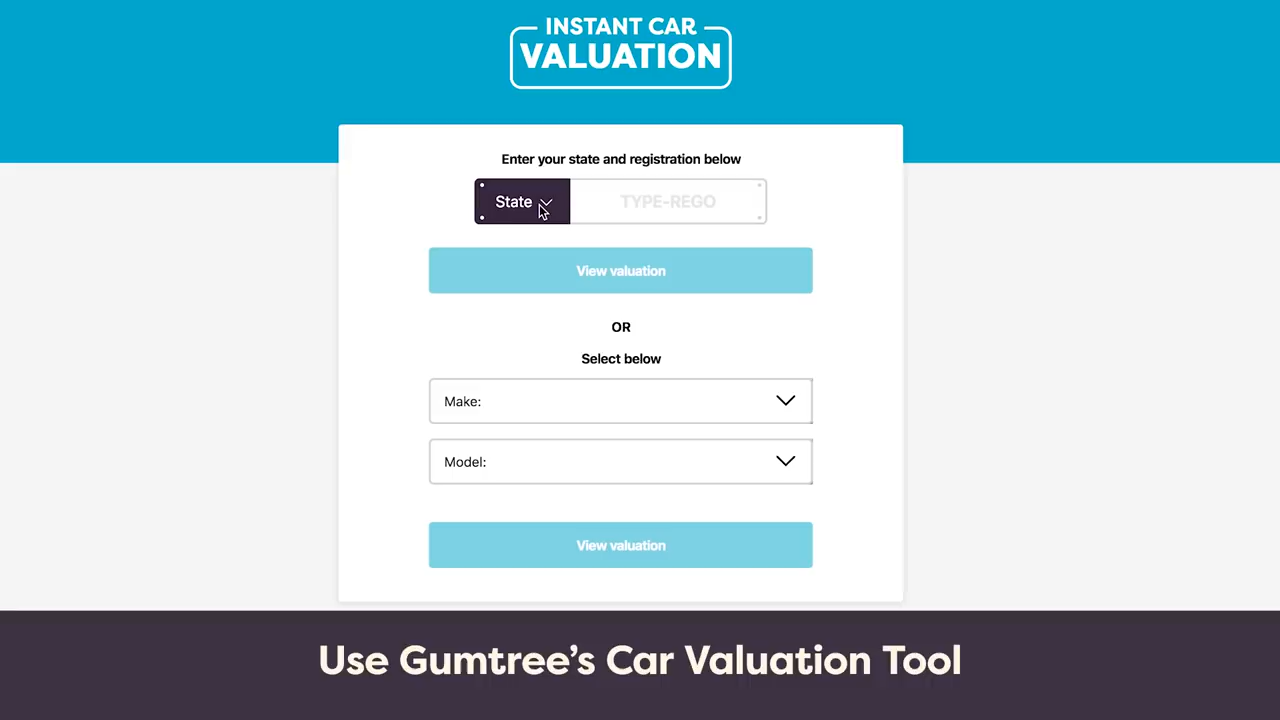 INSTANT CAR
VALUATION
Enter your state and registration below
State
TYPE-REGO
View valuation
OR
Select below
Make:
Model:
View valuation
Use Gumtree’s Car Valuation Tool